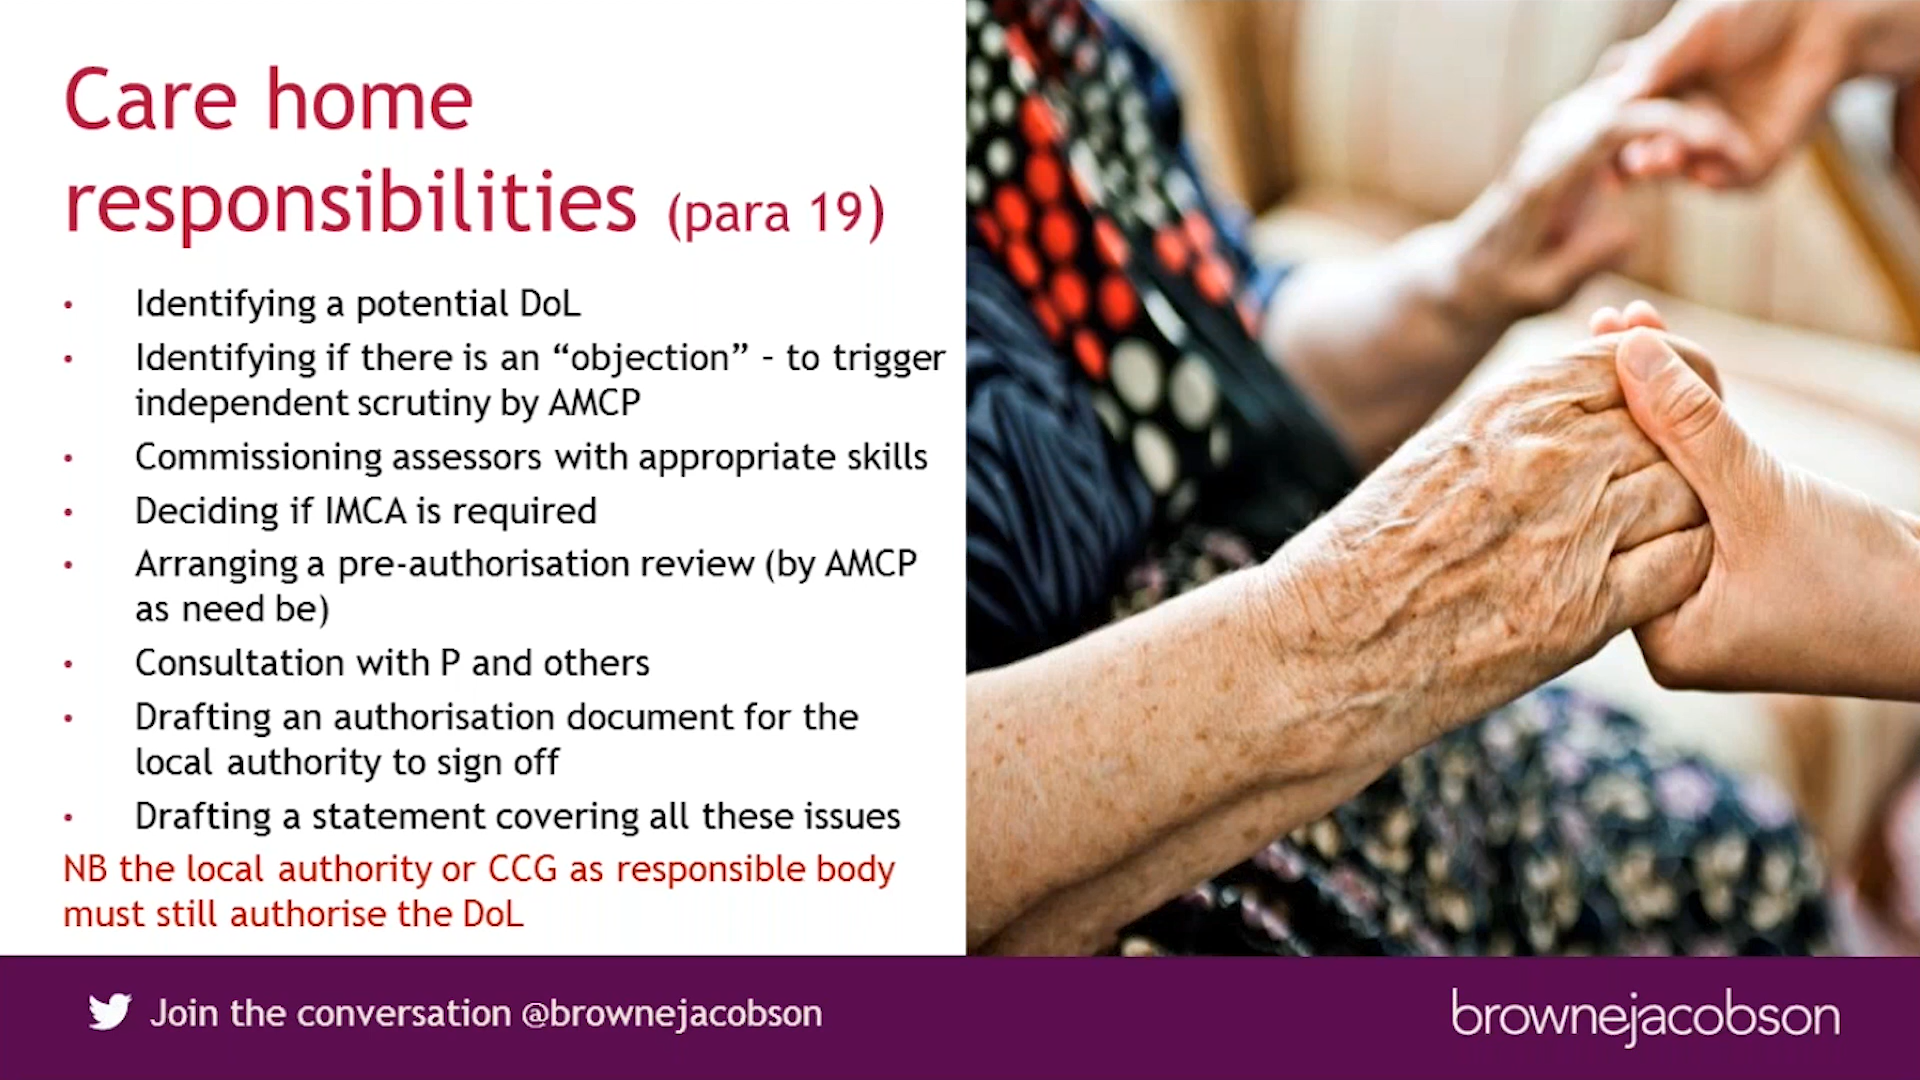 Care home
responsibilities (para 19)
• Identifying a potential DoL
• Identifying if there is an “objection” – to trigger
independent scrutiny by AMCP
• Commissioning assessors with appropriate skills
• Deciding if IMCA is required
• Arranging a pre-authorisation review (by AMCP
as need be)
• Consultation with P and others
• Drafting an authorisation document for the
local authority to sign off
• Drafting a statement covering all these issues
NB the local authority or CCG as responsible body
must still authorise the DoL
Join the conversation @brownejacobson
brownejacobson